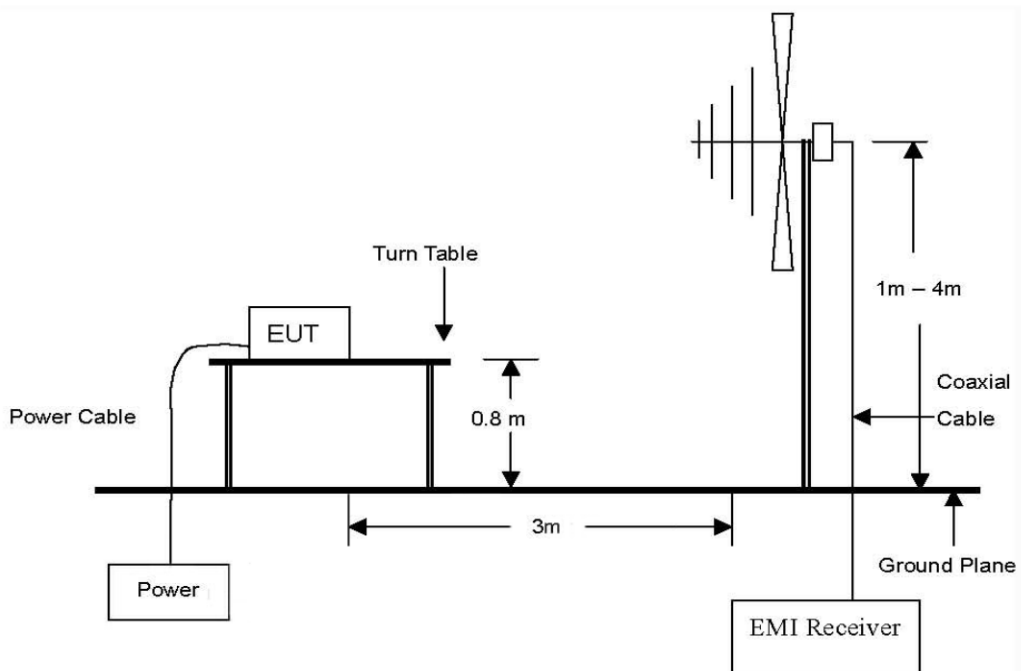 Turn Table
EUT
1m – 4m
Power Cable
0.8 m
Coaxial
Cable
3m
Ground Plane
Power
EMI Receiver